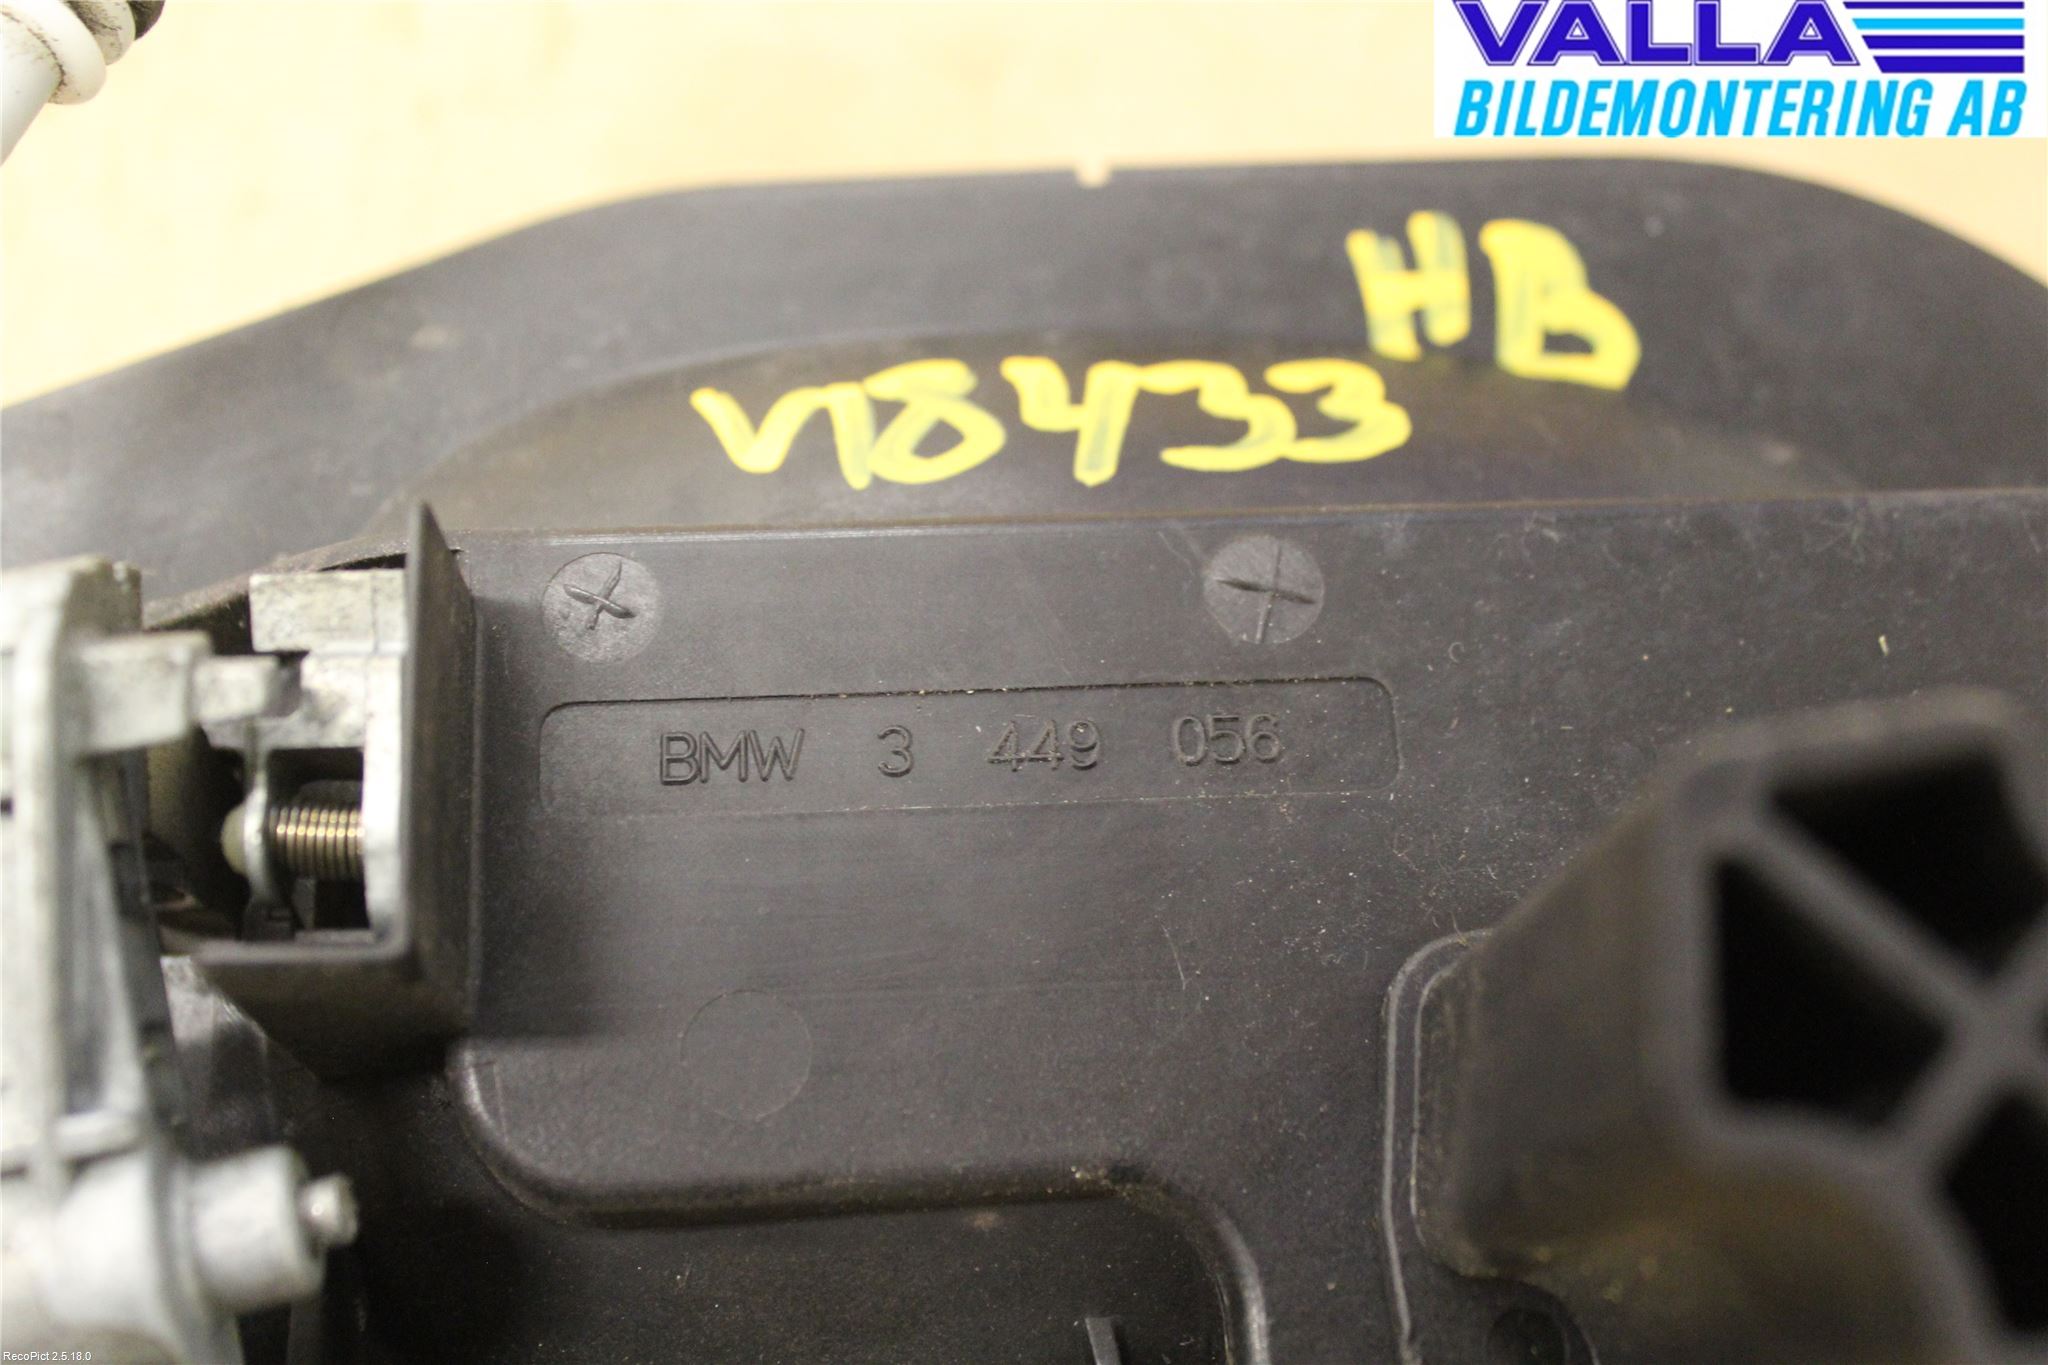 VALLA
BILDEMONTERING AB
HB
V18433
BMW 3 449 056
RecoPict 2.5.18.0